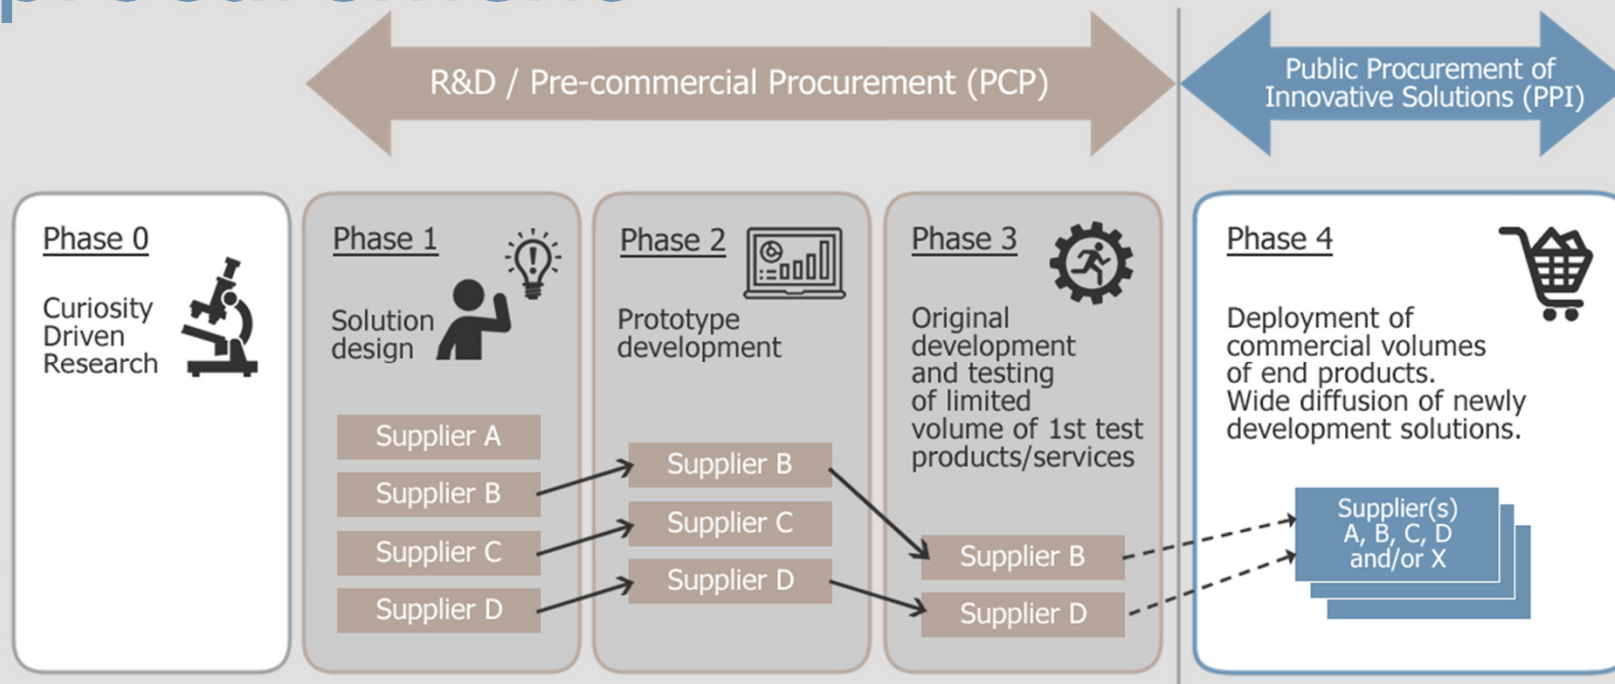 R&D / Pre-commercial Procurement (PCP)
Public Procurement of
Innovative Solutions (PPI)
Phase 0
Curiosity
Driven
Research
Phase 1
Solution
design
Supplier A
Supplier B
Supplier C
Supplier D
Phase 2
Prototype
development
Supplier B
Supplier C
Supplier D
Phase 3
Original
development
and testing
of limited
volume of 1st test
products/services
Supplier B
Supplier D
Phase 4
Deployment of
commercial volumes
of end products.
Wide diffusion of newly
development solutions.
Supplier(s)
A, B, C, D
and/or X